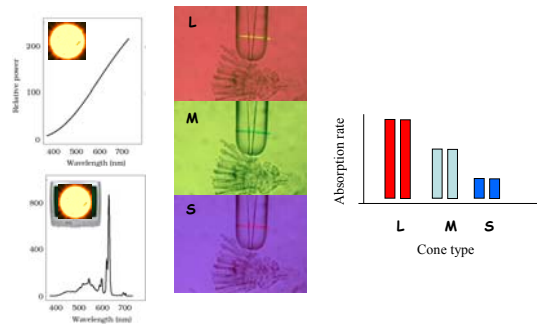 Relative power
200
100
0
400 500 600 700
Wavelength (nm)
800
400
0
400 500 600 700
Wavelength (nm)
L
M
S
Absorption rate
L M S
Cone type